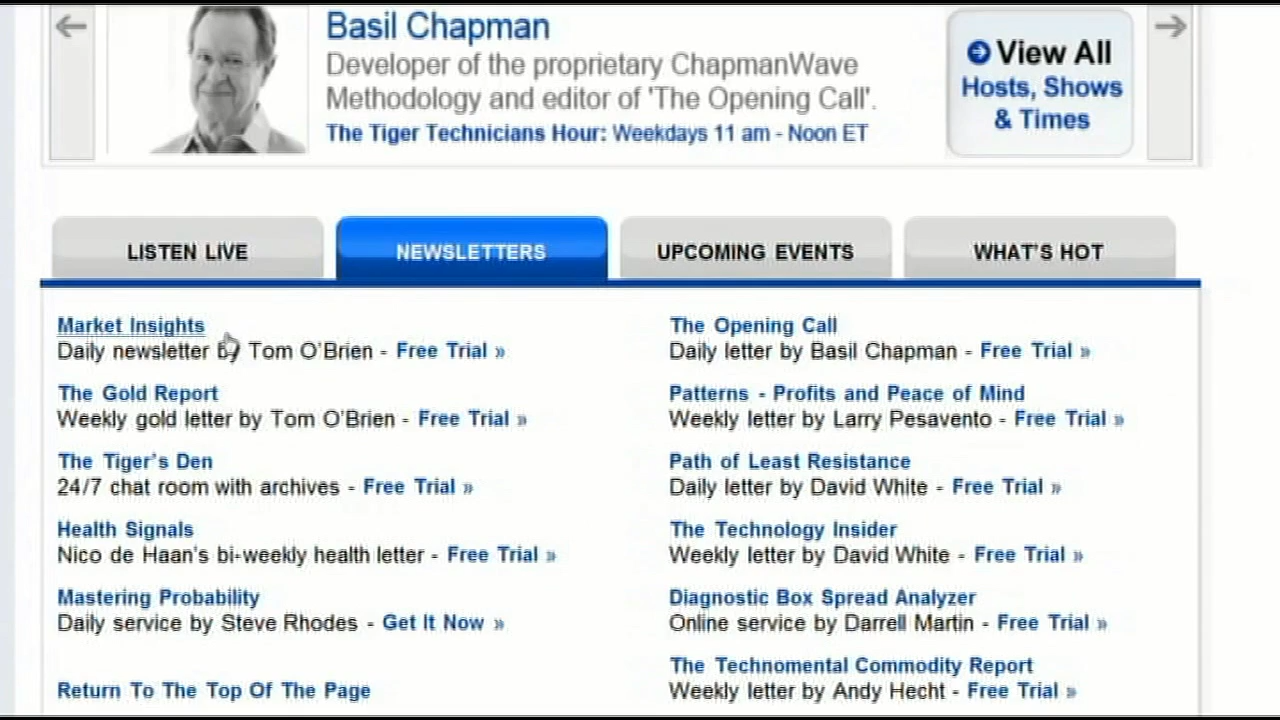 Basil Chapman
Developer of the proprietary ChapmanWave
Methodology and editor of 'The Opening Call'.
The Tiger Technicians Hour: Weekdays 11 am - Noon ET
View All
Hosts, Shows
& Times
LISTEN LIVE
NEWSLETTERS
UPCOMING EVENTS
WHAT'S HOT
Market Insights
Daily newsletter by Tom O'Brien - Free Trial »
The Gold Report
Weekly gold letter by Tom O'Brien - Free Trial »
The Tiger's Den
24/7 chat room with archives - Free Trial »
Health Signals
Nico de Haan's bi-weekly health letter - Free Trial »
Mastering Probability
Daily service by Steve Rhodes - Get It Now »
Return To The Top Of The Page
The Opening Call
Daily letter by Basil Chapman - Free Trial »
Patterns - Profits and Peace of Mind
Weekly letter by Larry Pesavento - Free Trial »
Path of Least Resistance
Daily letter by David White - Free Trial »
The Technology Insider
Weekly letter by David White - Free Trial »
Diagnostic Box Spread Analyzer
Online service by Darrell Martin - Free Trial »
The Technomental Commodity Report
Weekly letter by Andy Hecht - Free Trial »